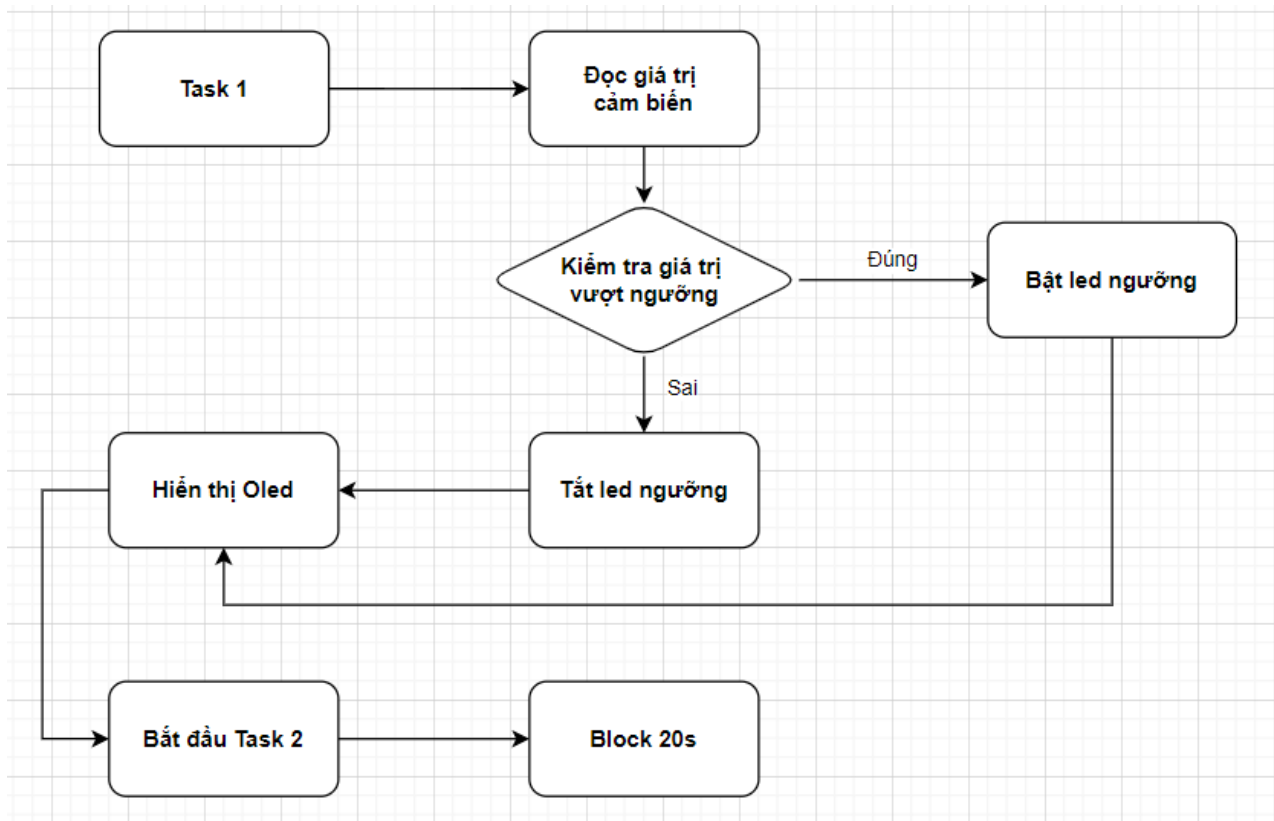 Task 1
Đọc giá trị
cảm biến
Kiểm tra giá trị
vượt ngưỡng
Đúng
Bật led ngưỡng
Sai
Hiển thị Oled
Tắt led ngưỡng
Bắt đầu Task 2
Block 20s